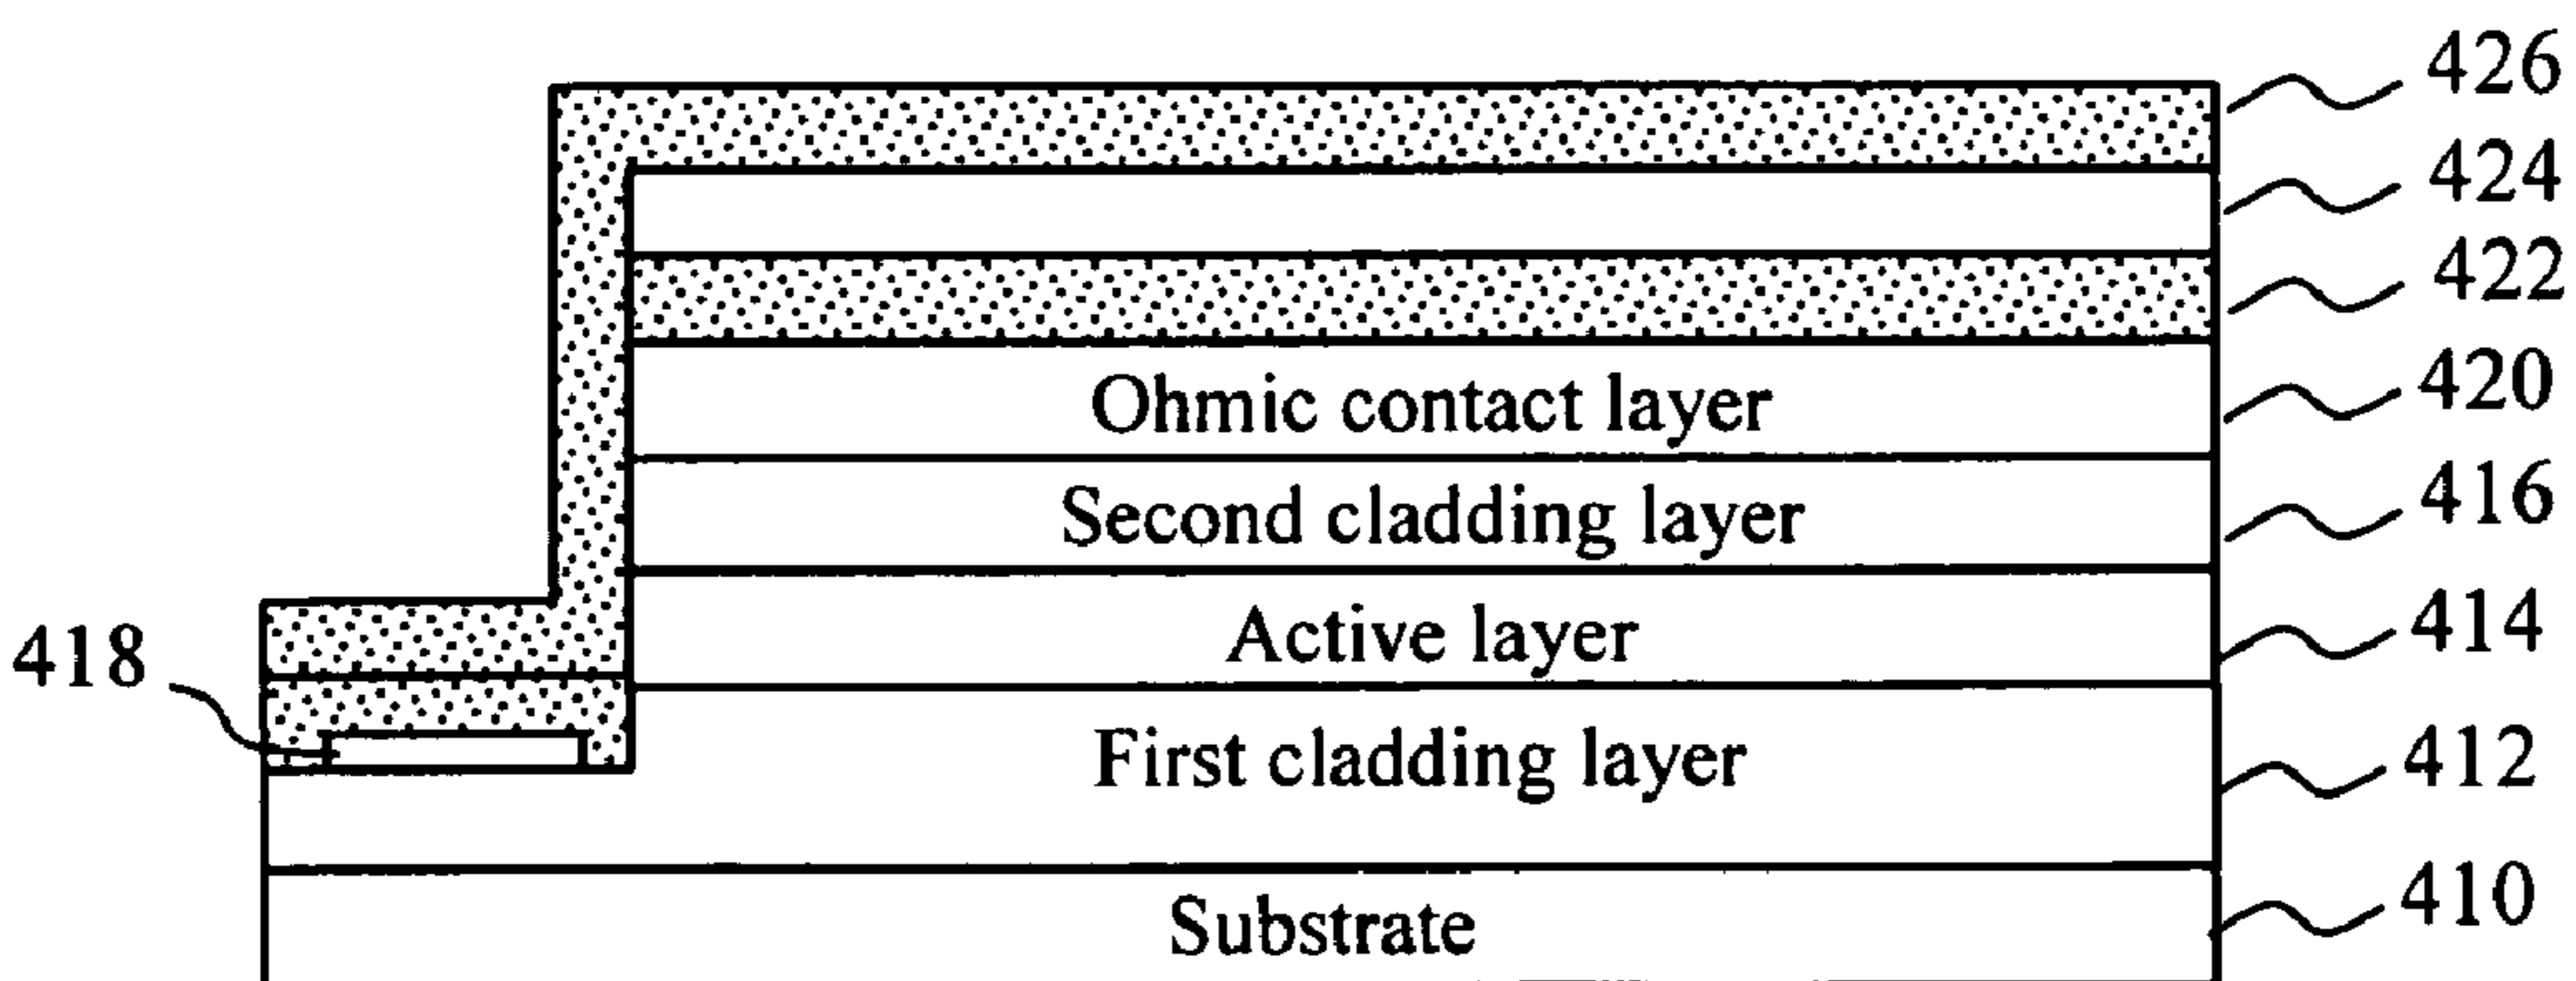 426
424
422
Ohmic contact layer 420
Second cladding layer 416
Active layer 414
418
First cladding layer 412
Substrate 410